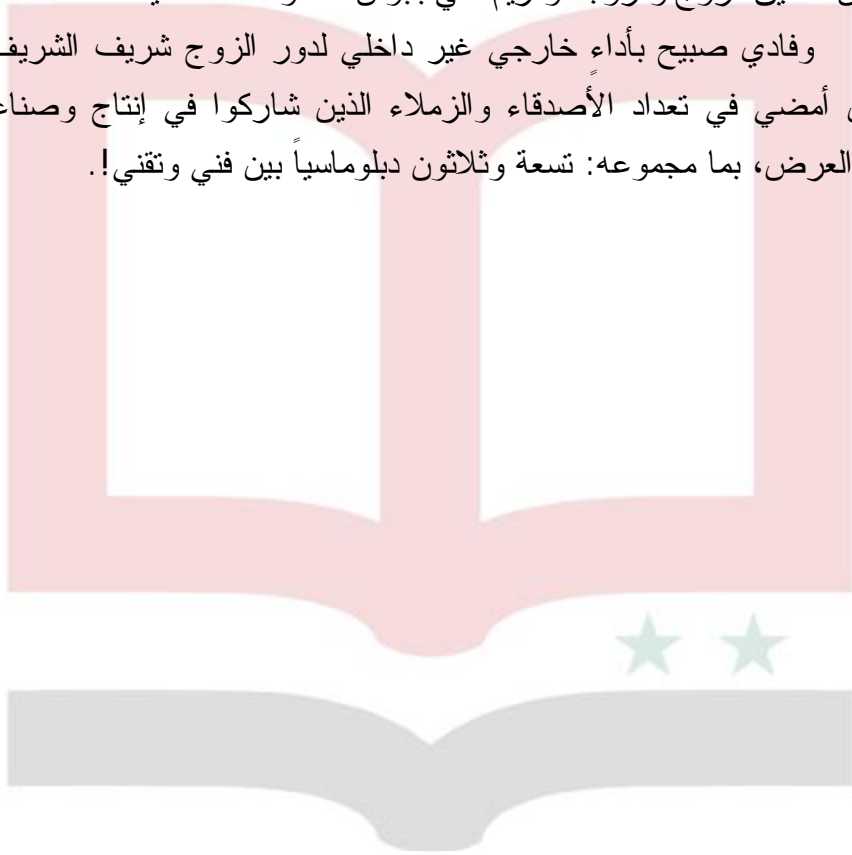 وفادي صبيح بأداءٍ خارجي غير داخلي لدور الزوج شريف الشريف
أمضي في تعداد الأصدقاء والزملاء الذين شاركوا في إنتاج وصناع
العرض، بما مجموعه: تسعة وثلاثون دبلوماسياً بين فني وتقني!.